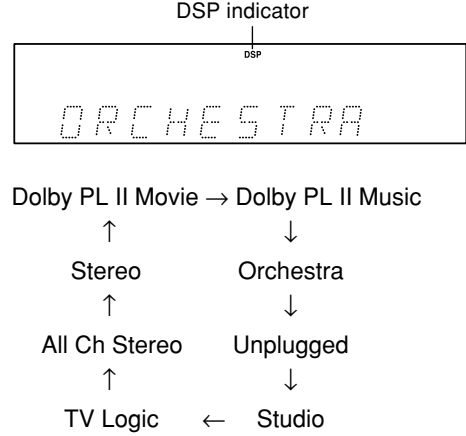 DSP indicator
DSP
ORCHESTRA
Dolby PL II Movie → Dolby PL II Music
↑ ↓
Stereo Orchestra
↑ ↓
All Ch Stereo Unplugged
↑ ↓
TV Logic ← Studio